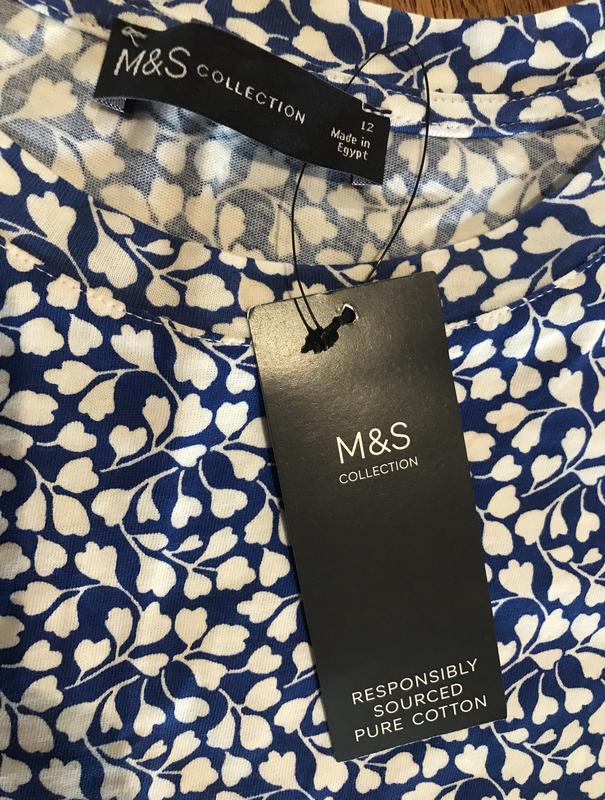 M&S COLLECTION
12
Made in
Egypt
M&S
COLLECTION
RESPONSIBLY
SOURCED
PURE COTTON